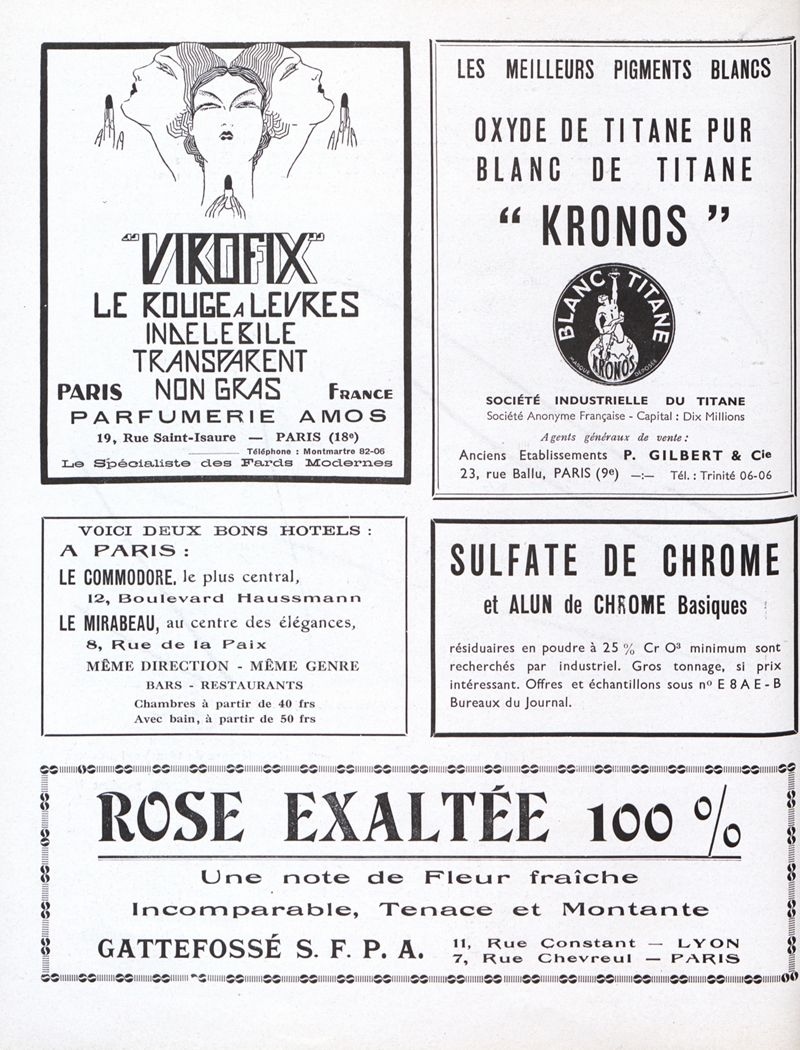 "VIROFIX"
LE ROUGE A LEVRES
INDELEBILE
TRANSPARENT
PARIS NON GRAS FRANCE
PARFUMERIE AMOS
19, Rue Saint-Isaure — PARIS (18e)
Téléphone : Montmartre 82-06
Le Spécialiste des Fards Modernes
LES MEILLEURS PIGMENTS BLANCS
OXYDE DE TITANE PUR
BLANC DE TITANE
“ KRONOS ”
BLANC TITANE
KRONOS
MARQUE DÉPOSÉE
SOCIÉTÉ INDUSTRIELLE DU TITANE
Société Anonyme Française - Capital : Dix Millions
Agents généraux de vente :
Anciens Etablissements P. GILBERT & Cie
23, rue Ballu, PARIS (9e) —:— Tél. : Trinité 06-06
VOICI DEUX BONS HOTELS :
A PARIS :
LE COMMODORE, le plus central,
12, Boulevard Haussmann
LE MIRABEAU, au centre des élégances,
8, Rue de la Paix
MÊME DIRECTION - MÊME GENRE
BARS - RESTAURANTS
Chambres à partir de 40 frs
Avec bain, à partir de 50 frs
SULFATE DE CHROME
et ALUN de CHROME Basiques
résiduaires en poudre à 25 % Cr O³ minimum sont
recherchés par industriel. Gros tonnage, si prix
intéressant. Offres et échantillons sous nº E 8 A E - B
Bureaux du Journal.
ROSE EXALTÉE 100 %
Une note de Fleur fraîche
Incomparable, Tenace et Montante
GATTEFOSSÉ S. F. P. A.
11, Rue Constant — LYON
7, Rue Chevreul — PARIS